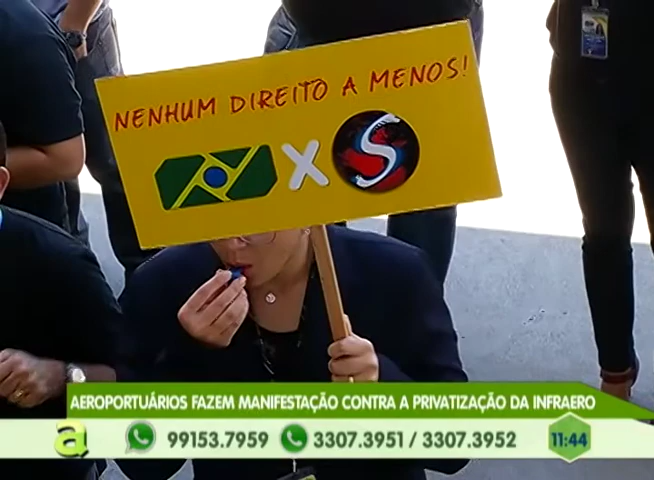 NENHUM DIREITO A MENOS!
X S
AEROPORTUÁRIOS FAZEM MANIFESTAÇÃO CONTRA A PRIVATIZAÇÃO DA INFRAERO
a 99153.7959 3307.3951 / 3307.3952 11:44